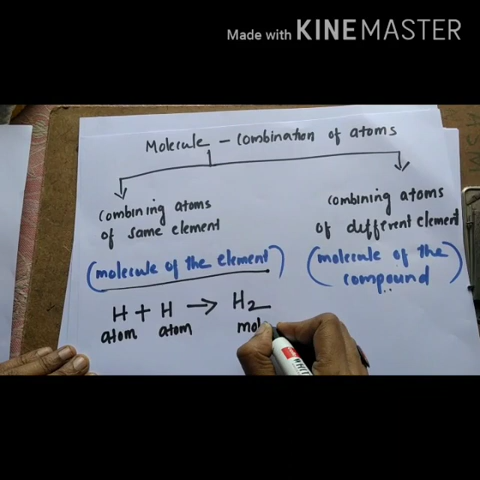 Made with KINEMASTER
Molecule - Combination of atoms
Combining atoms
of same element
(molecule of the element)
combining atoms
of different element
(molecule of the
compound)
H + H → H2
atom atom mol